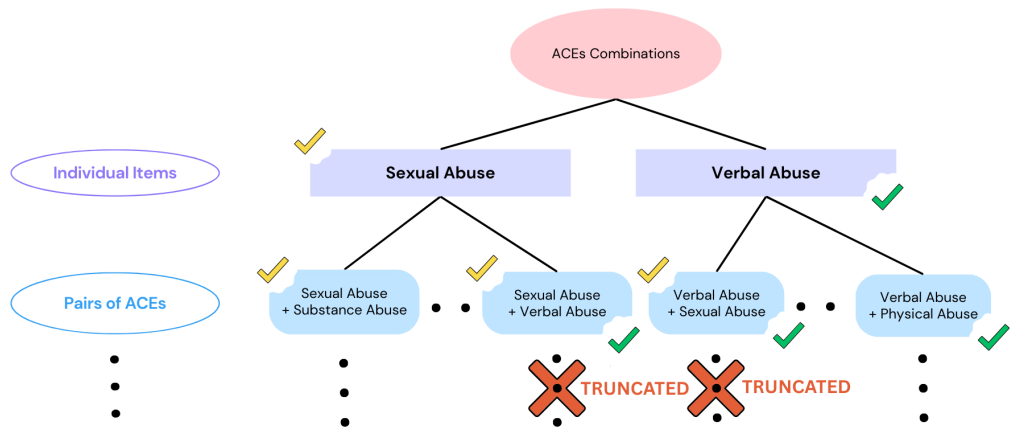 ACEs Combinations
Individual Items
Sexual Abuse
Verbal Abuse
Pairs of ACEs
Sexual Abuse
+ Substance Abuse
Sexual Abuse
+ Verbal Abuse
Verbal Abuse
+ Sexual Abuse
Verbal Abuse
+ Physical Abuse
TRUNCATED
TRUNCATED